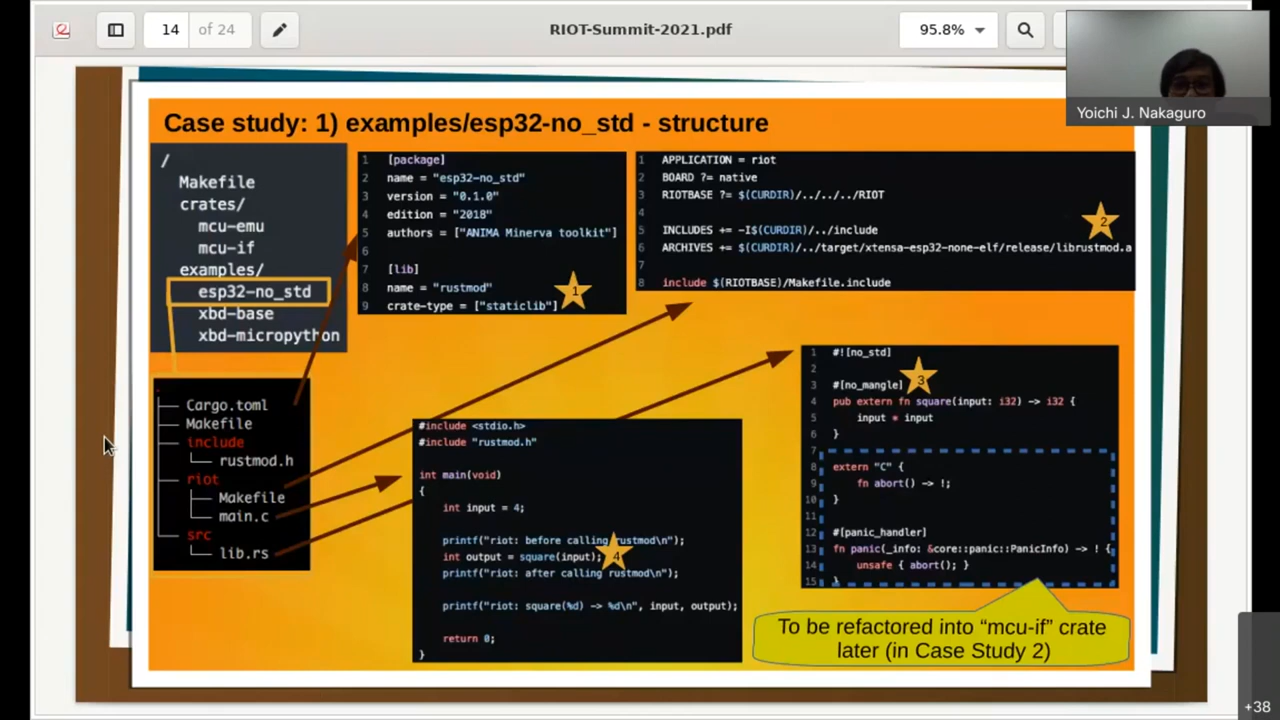 14 of 24
RIOT-Summit-2021.pdf
95.8%
Yoichi J. Nakaguro
Case study: 1) examples/esp32-no_std - structure
/
Makefile
crates/
mcu-emu
mcu-if
examples/
esp32-no_std
xbd-base
xbd-micropython
1 [package]
2 name = "esp32-no_std"
3 version = "0.1.0"
4 edition = "2018"
5 authors = ["ANIMA Minerva toolkit"]
6
7 [lib]
8 name = "rustmod"
9 crate-type = ["staticlib"]
1
1 APPLICATION = riot
2 BOARD ?= native
3 RIOTBASE ?= $(CURDIR)/../../../RIOT
4
5 INCLUDES += -I$(CURDIR)/../include
6 ARCHIVES += $(CURDIR)/../target/xtensa-esp32-none-elf/release/librustmod.a
7
8 include $(RIOTBASE)/Makefile.include
2
├── Cargo.toml
├── Makefile
├── include
└── rustmod.h
├── riot
├── Makefile
└── main.c
└── src
└── lib.rs
#include <stdio.h>
#include "rustmod.h"
int main(void)
{
int input = 4;
printf("riot: before calling rustmod\n");
int output = square(input);
printf("riot: after calling rustmod\n");
printf("riot: square(%d) -> %d\n", input, output);
return 0;
}
4
1 #![no_std]
2
3 #[no_mangle]
4 pub extern fn square(input: i32) -> i32 {
5 input * input
6 }
7
8 extern "C" {
9 fn abort() -> !;
10 }
11
12 #[panic_handler]
13 fn panic(_info: &core::panic::PanicInfo) -> ! {
14 unsafe { abort(); }
15 }
3
To be refactored into “mcu-if” crate
later (in Case Study 2)
+38